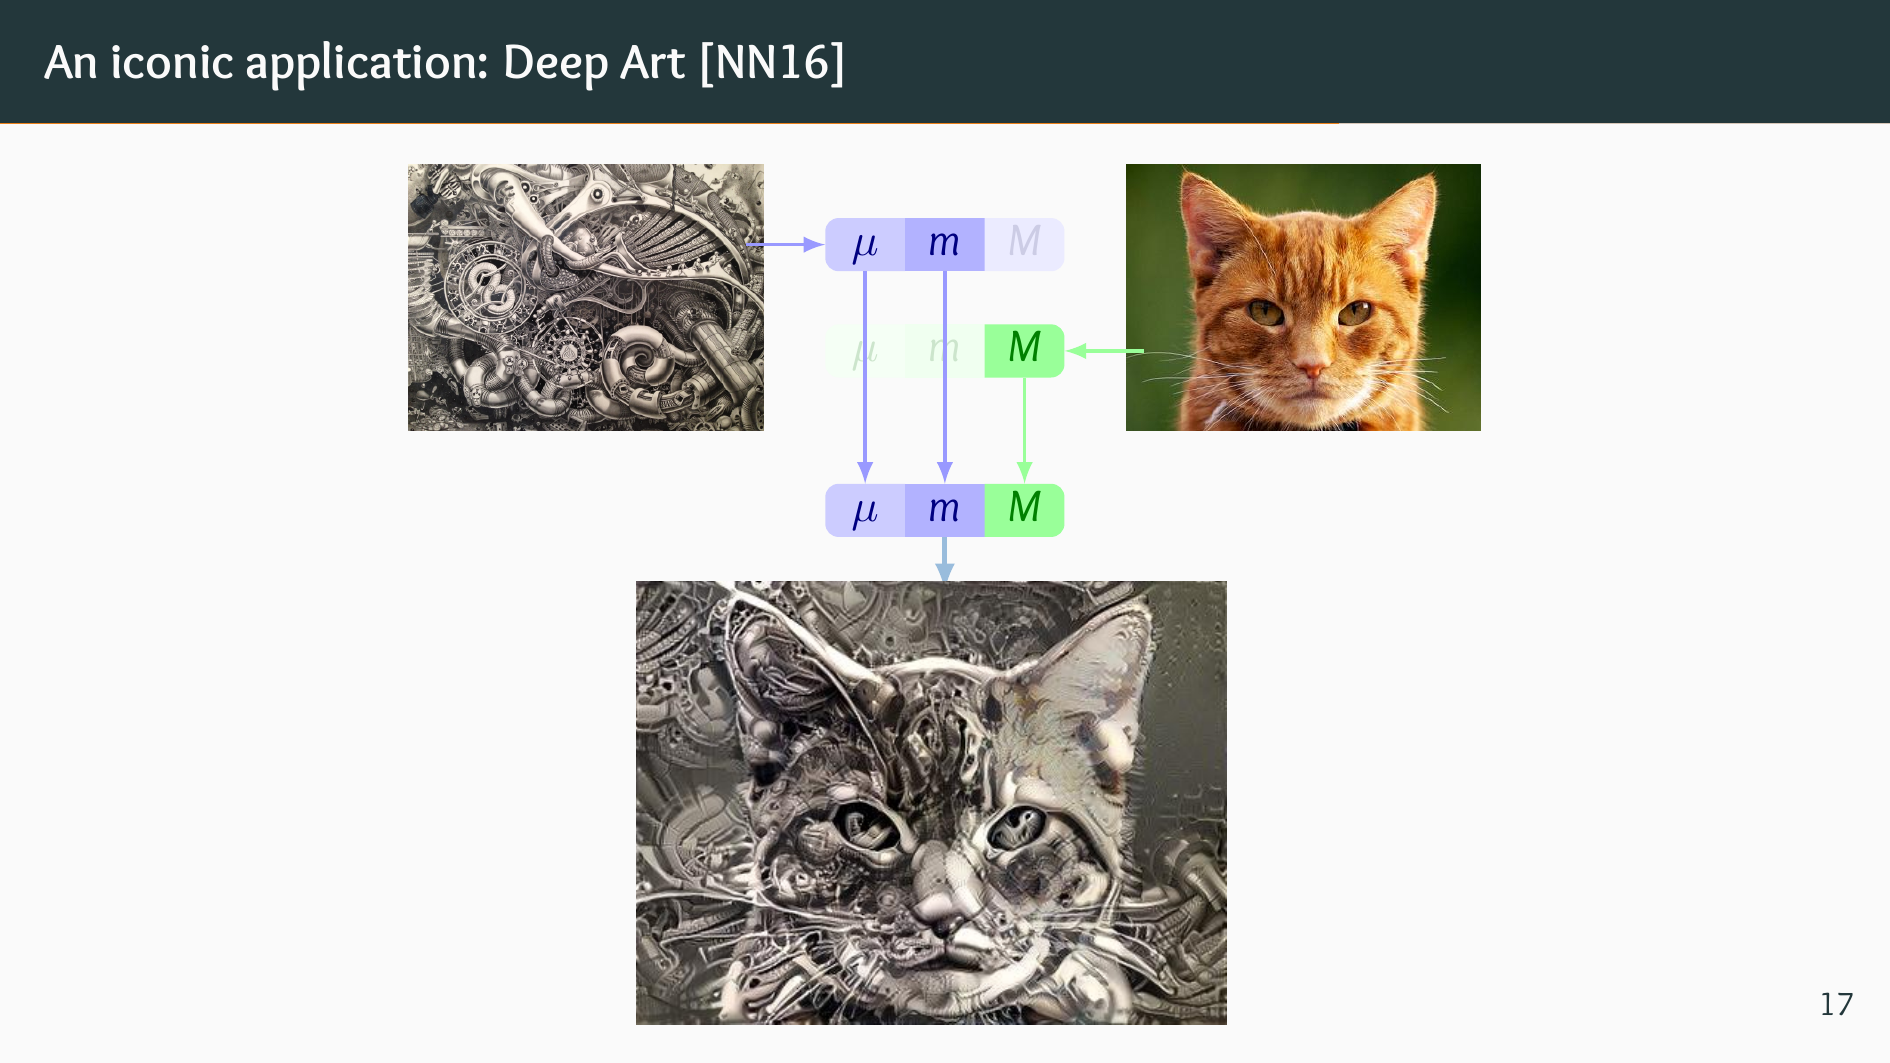 An iconic application: Deep Art [NN16]
μ m M
μ m M
μ m M
17